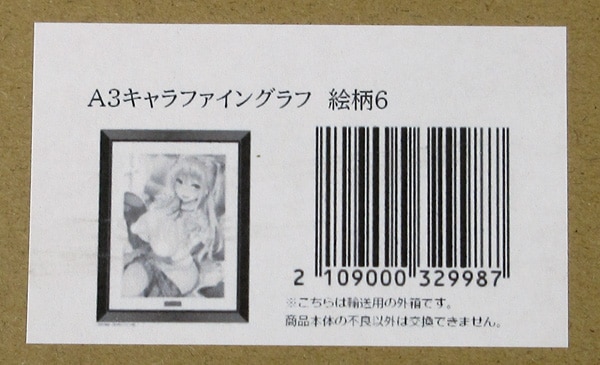 A3キャラファイングラフ 絵柄6
2 109000 329987
※こちらは輸送用の外箱です。
商品本体の不良以外は交換できません。